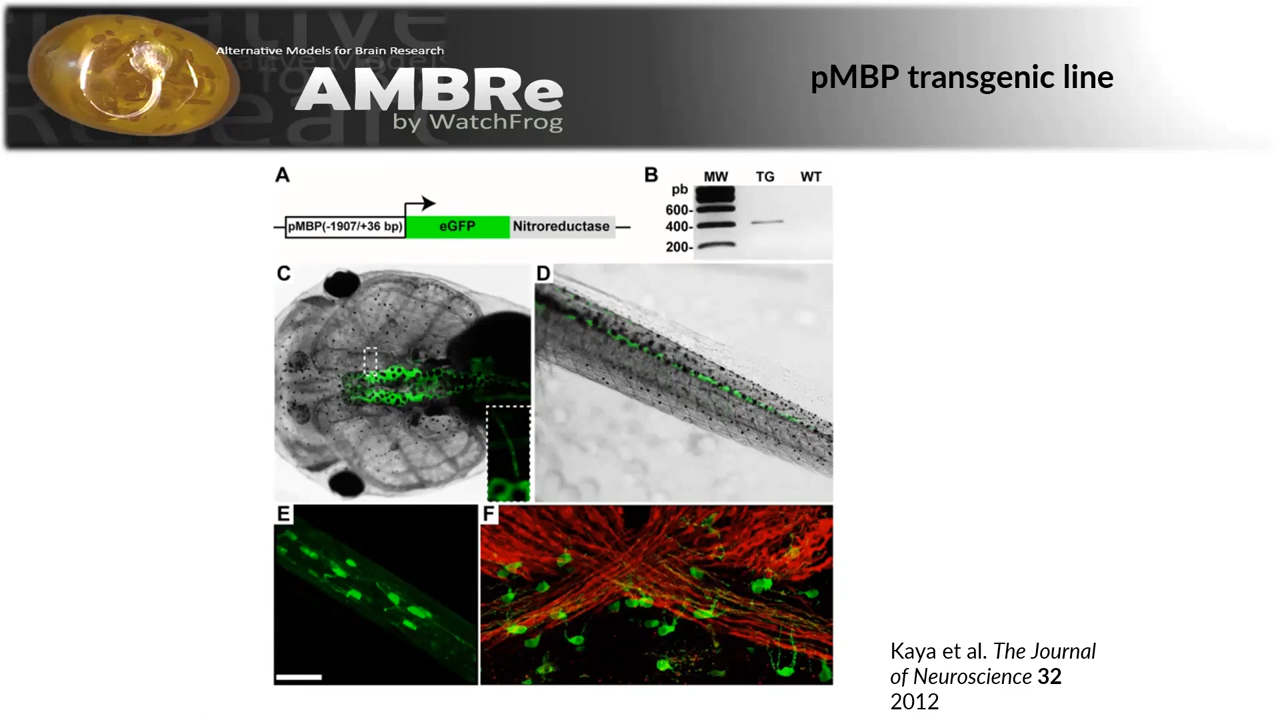 Alternative Models for Brain Research
AMBRe
by WatchFrog
pMBP transgenic line
A
pMBP(-1907/+36 bp)
eGFP
Nitroreductase
B
MW
TG
WT
pb
600-
400-
200-
C
D
E
F
Kaya et al. The Journal
of Neuroscience 32
2012